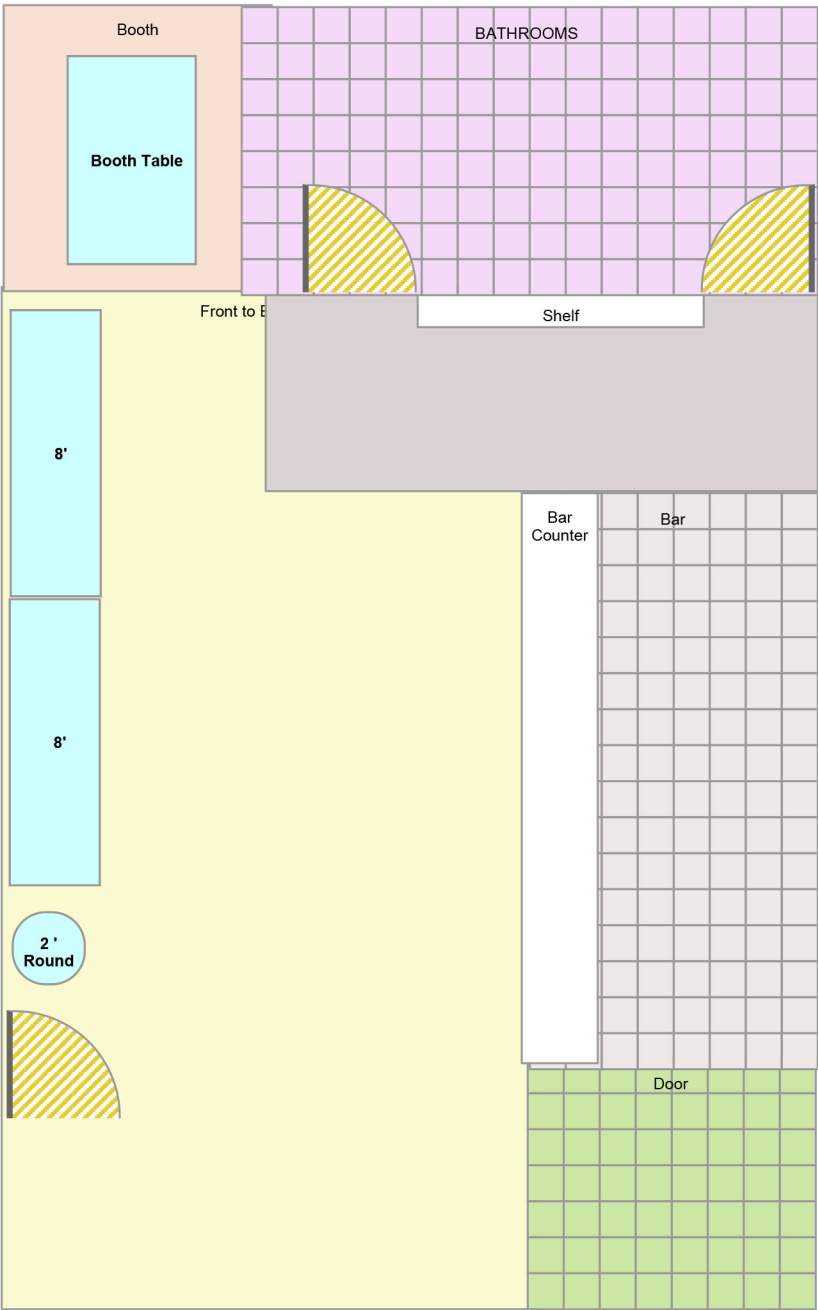 Booth
BATHROOMS
Booth Table
Front to
Shelf
8'
Bar
Counter
Bar
8'
2 '
Round
Door